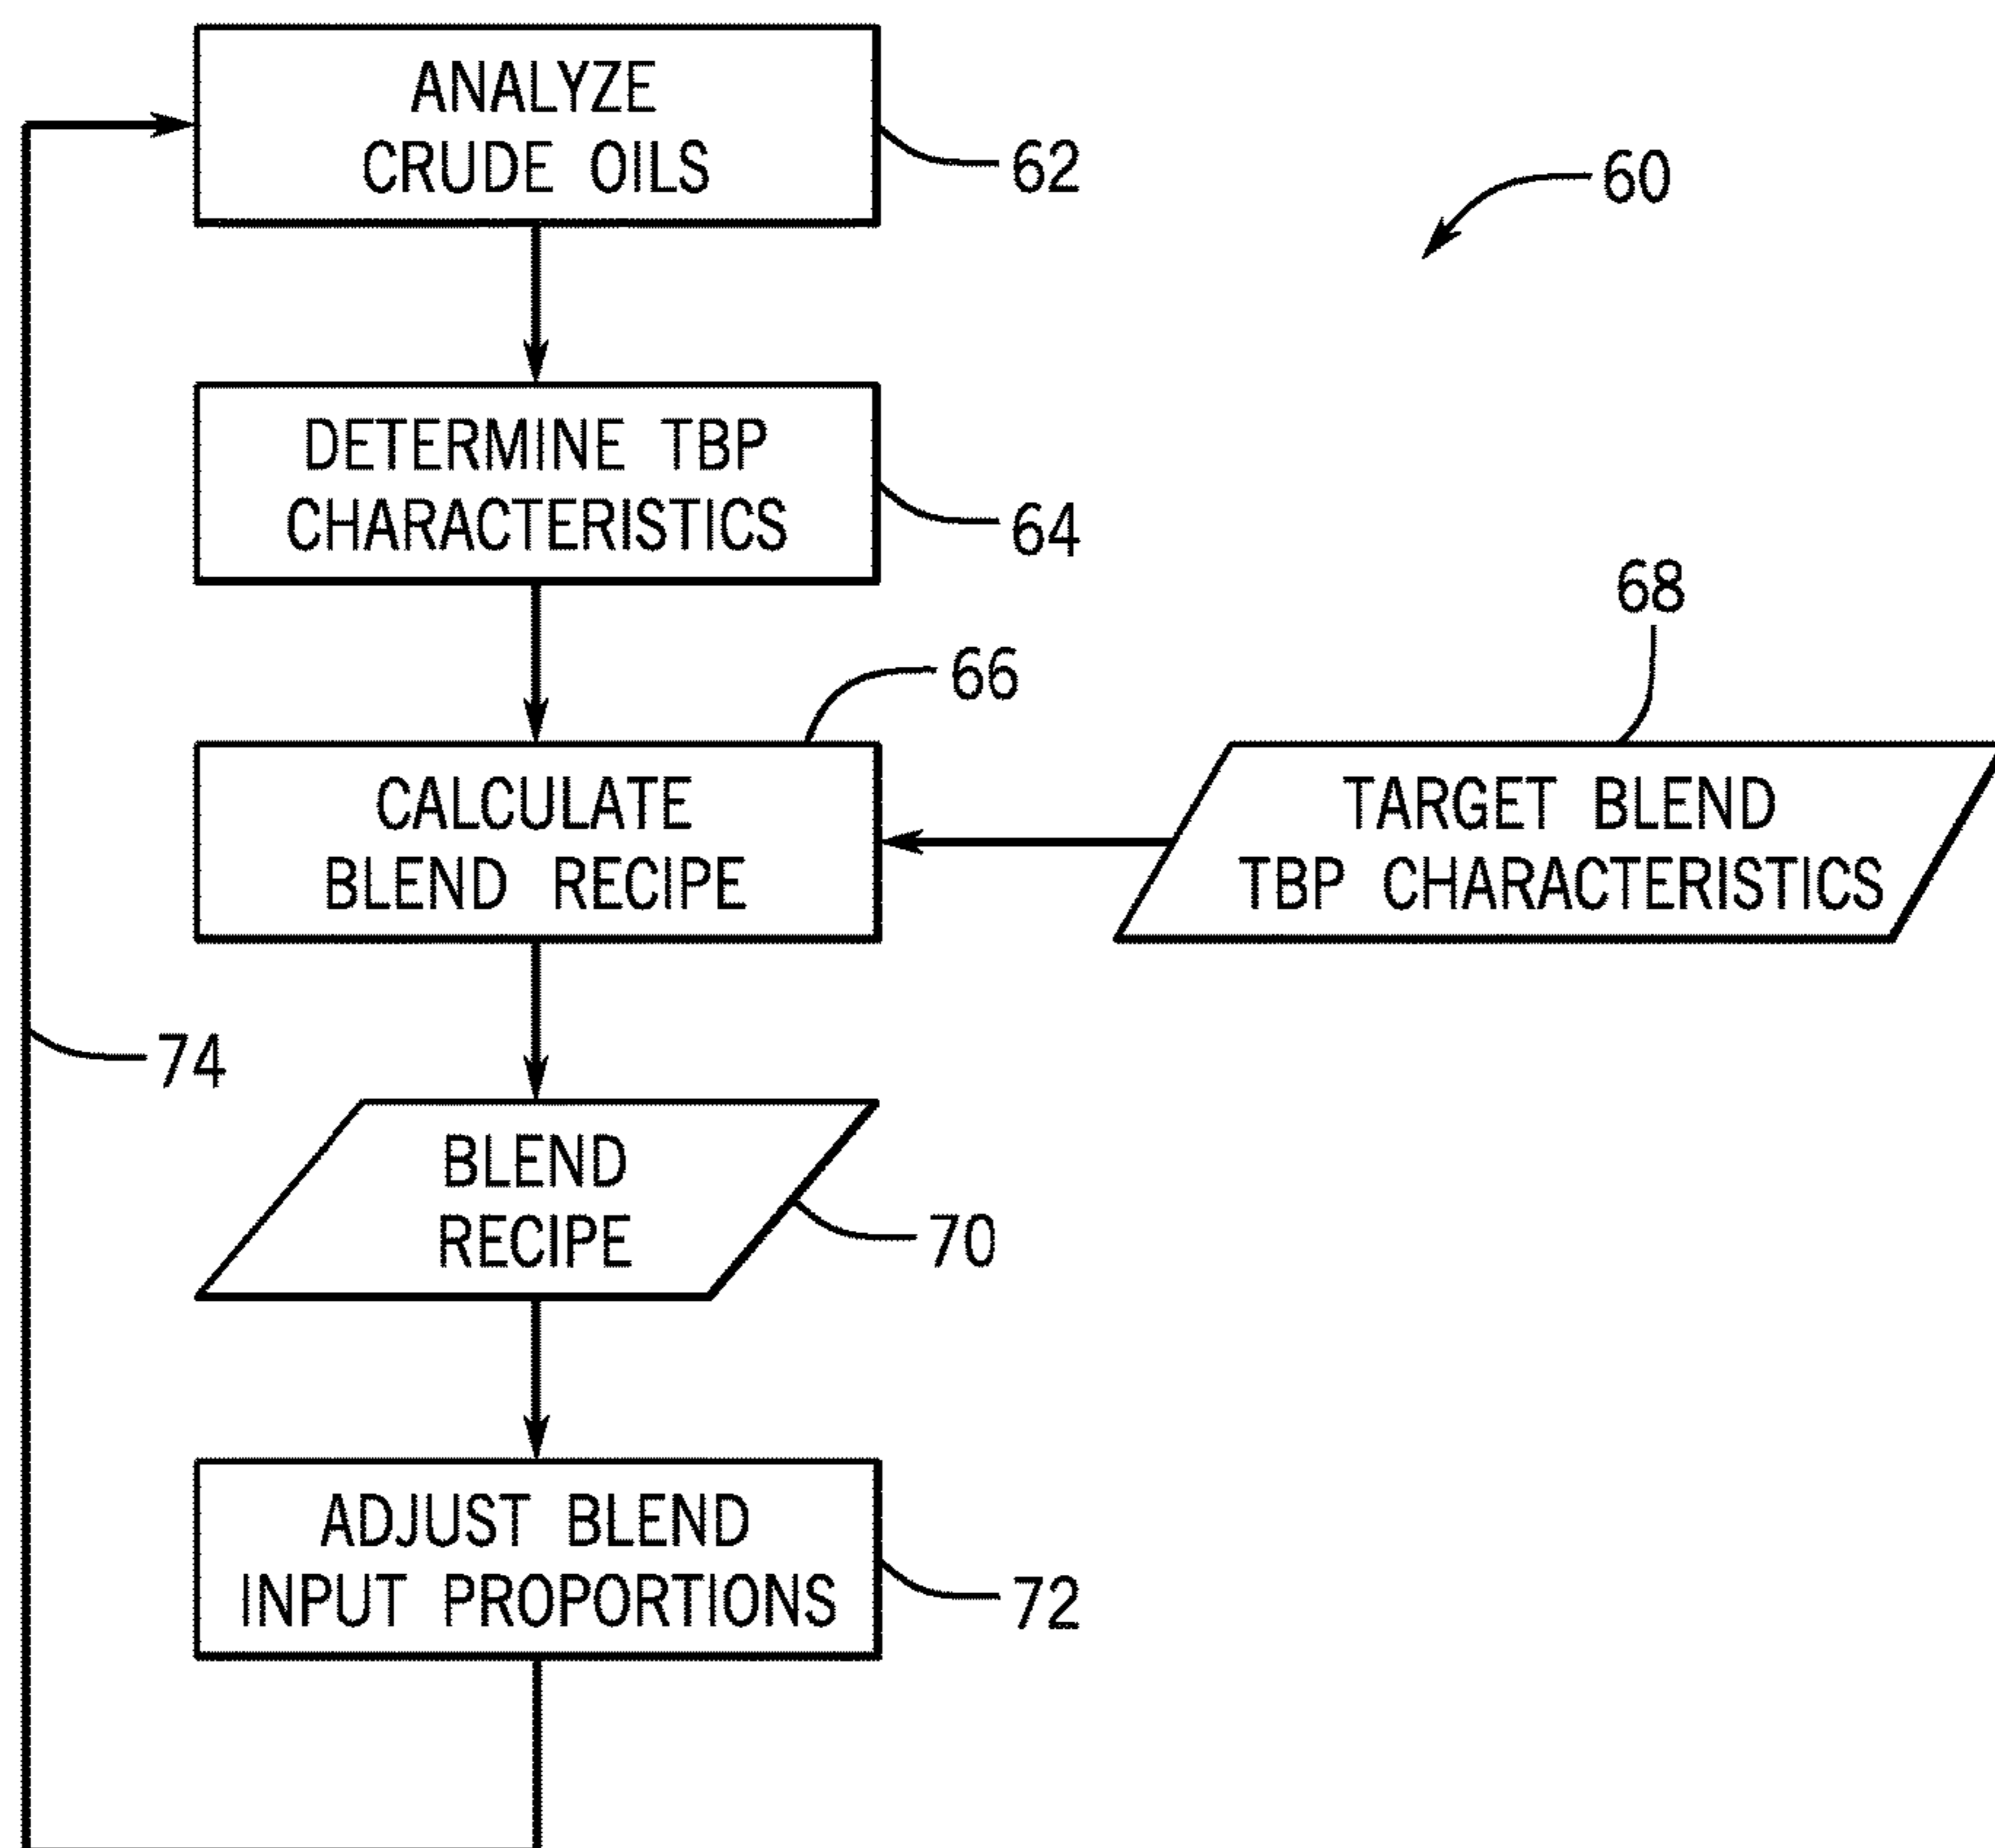 ANALYZE
CRUDE OILS
62
60
DETERMINE TBP
CHARACTERISTICS
64
66
68
CALCULATE
BLEND RECIPE
TARGET BLEND
TBP CHARACTERISTICS
74
BLEND
RECIPE
70
ADJUST BLEND
INPUT PROPORTIONS
72